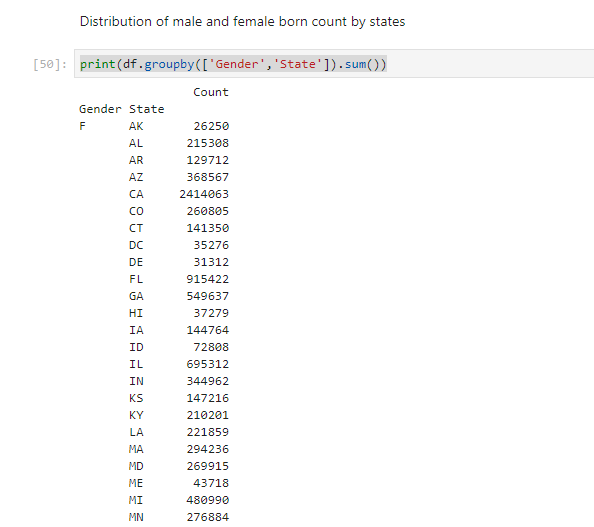 Distribution of male and female born count by states
[50]: print(df.groupby(['Gender','State']).sum())
Count
Gender State
F AK 26250
AL 215308
AR 129712
AZ 368567
CA 2414063
CO 260805
CT 141350
DC 35276
DE 31312
FL 915422
GA 549637
HI 37279
IA 144764
ID 72808
IL 695312
IN 344962
KS 147216
KY 210201
LA 221859
MA 294236
MD 269915
ME 43718
MI 480990
MN 276884